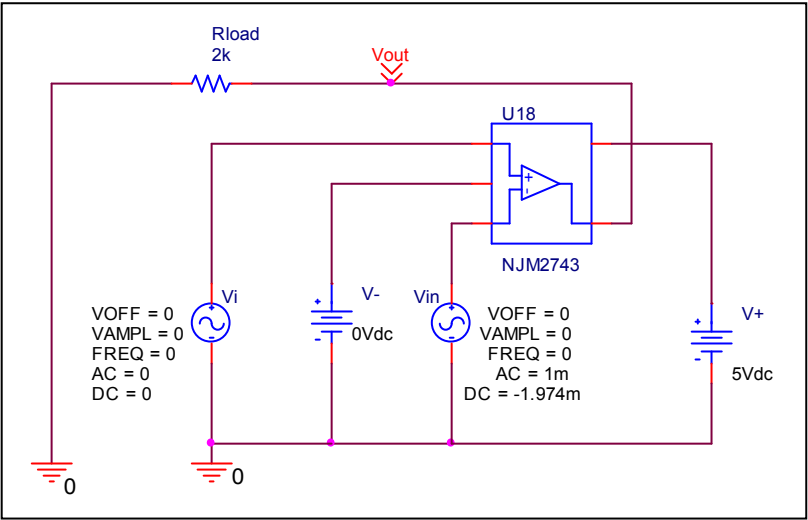 Rload
2k
Vout
U18
+
-
NJM2743
Vi
+
-
VOFF = 0
VAMPL = 0
FREQ = 0
AC = 0
DC = 0
V-
+
-
0Vdc
Vin
+
-
VOFF = 0
VAMPL = 0
FREQ = 0
AC = 1m
DC = -1.974m
V+
+
-
5Vdc
0
0